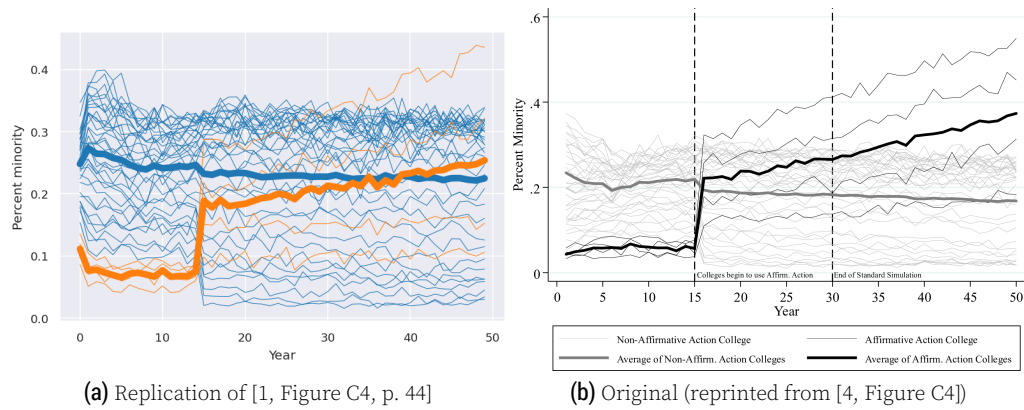 Percent minority
0.4
0.3
0.2
0.1
0.0
0 10 20 30 40 50
Year
(a) Replication of [1, Figure C4, p. 44]
Percent Minority
.6
.4
.2
0
Colleges begin to use Affirm. Action
End of Standard Simulation
0 5 10 15 20 25 30 35 40 45 50
Year
Non-Affirmative Action College
Affirmative Action College
Average of Non-Affirm. Action Colleges
Average of Affirm. Action Colleges
(b) Original (reprinted from [4, Figure C4])